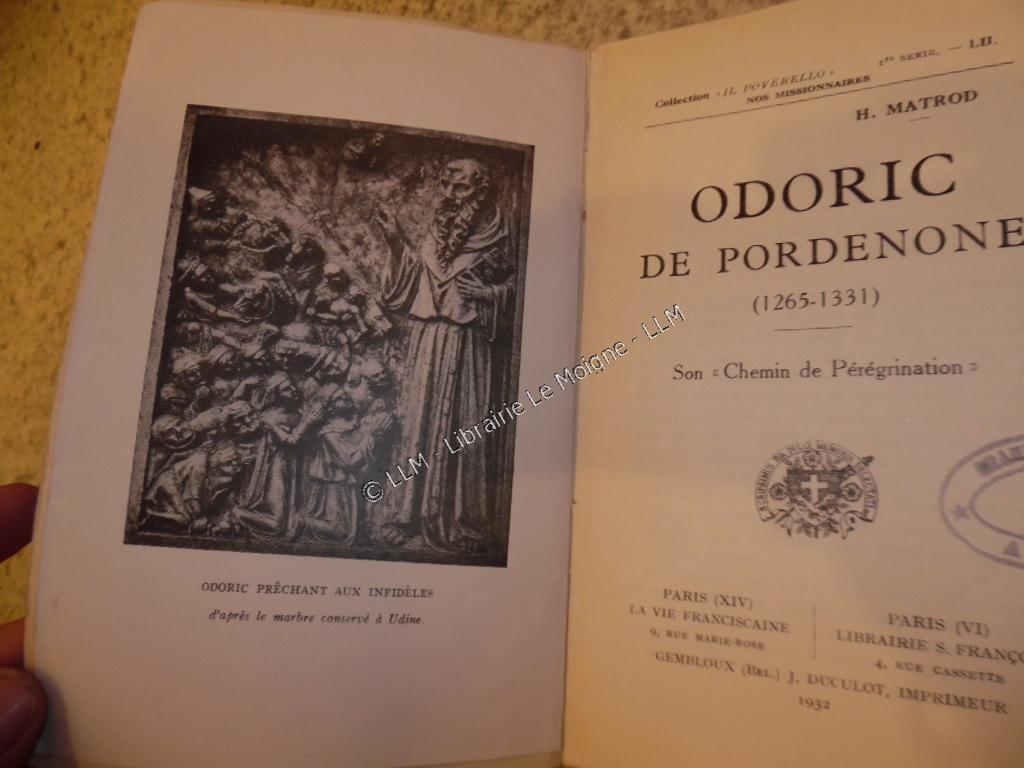 ODORIC PRÊCHANT AUX INFIDÈLES
d'après le marbre conservé à Udine.
© LLM - Librairie Le Moigne - LLM
Collection « IL POVERELLO » 1re SERIE. — LII.
NOS MISSIONNAIRES
H. MATROD
ODORIC
DE PORDENONE
(1265-1331)
Son « Chemin de Pérégrination »
PARIS (XIV)
LA VIE FRANCISCAINE
9, RUE MARIE-ROSE
PARIS (VI)
LIBRAIRIE S. FRANÇO
4, RUE CASSETTE
GEMBLOUX (BEL.) J. DUCULOT, IMPRIMEUR
1932